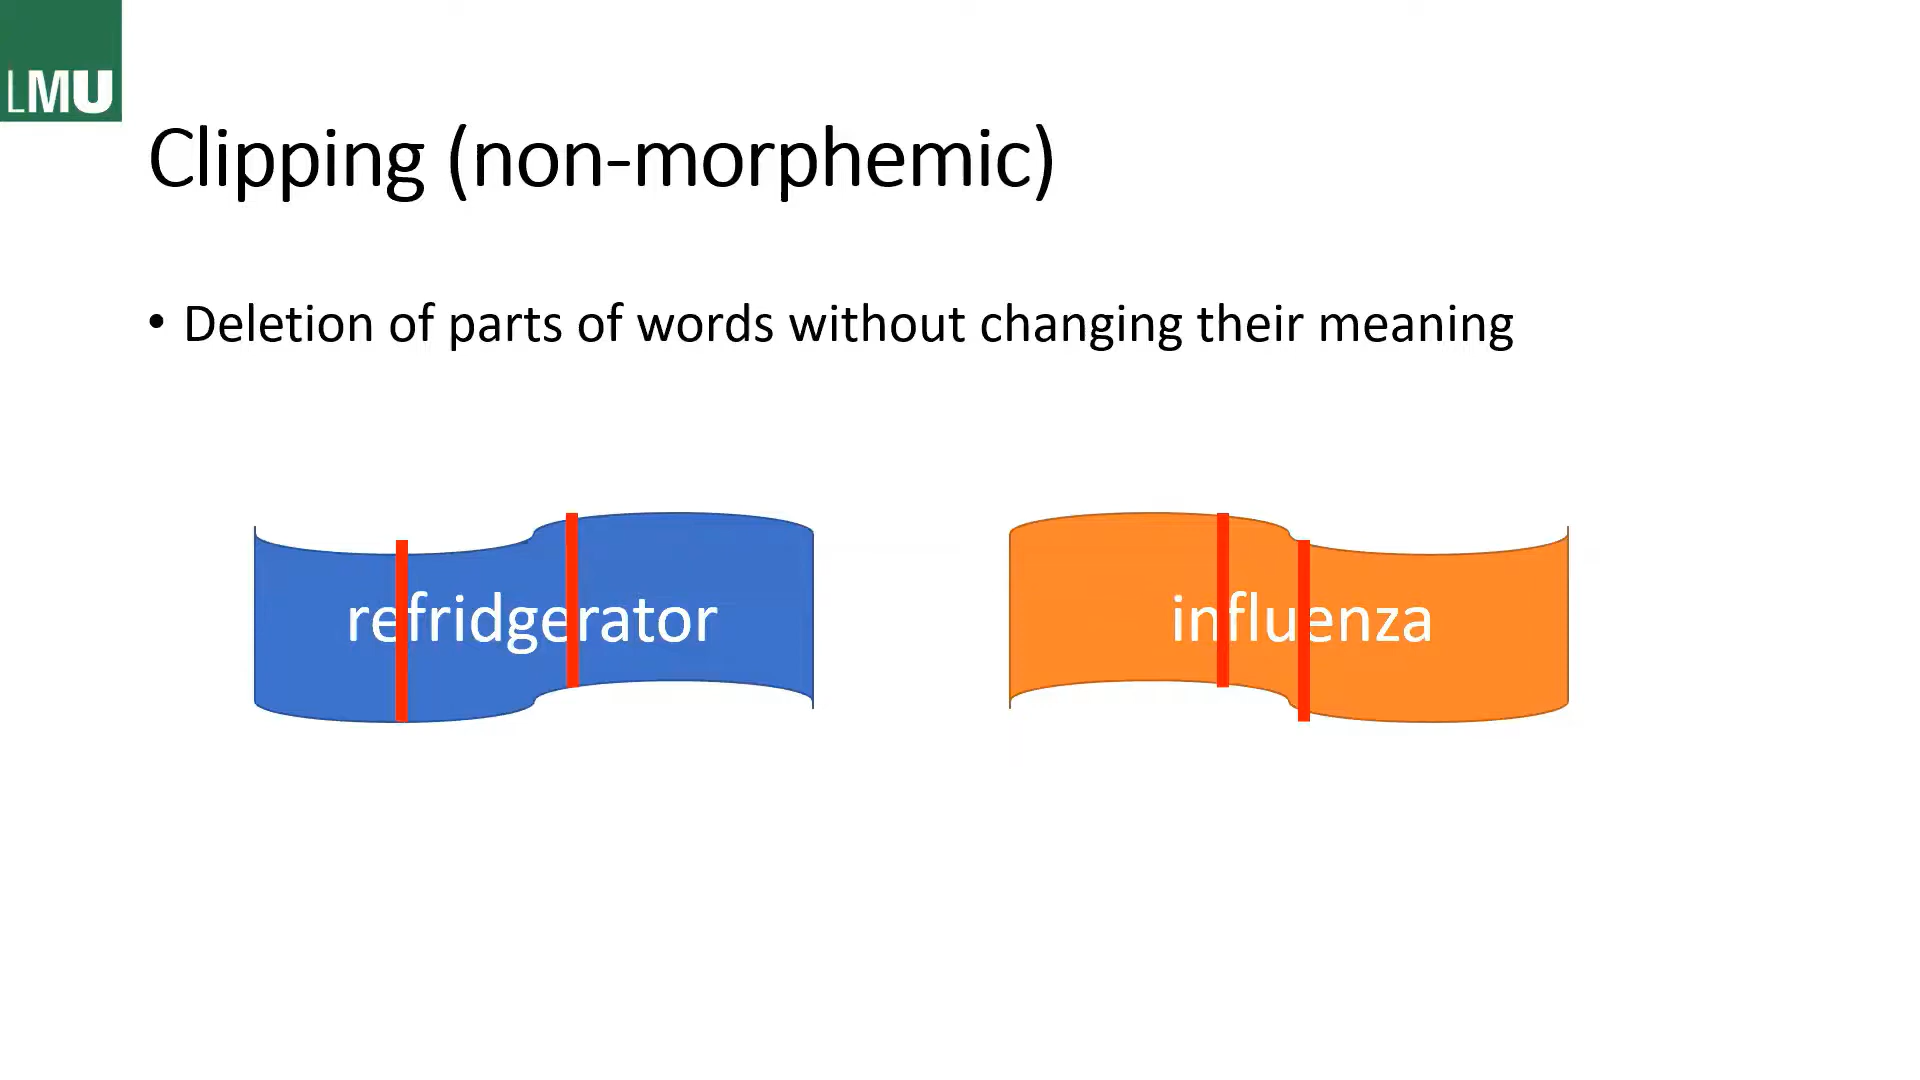 LMU
Clipping (non-morphemic)
• Deletion of parts of words without changing their meaning
refridgerator
influenza